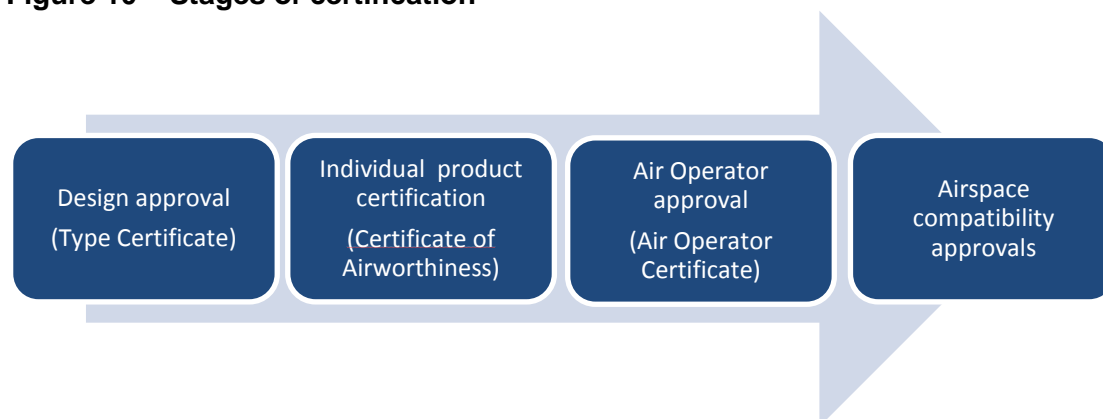 Figure 10 Stages of certification
Design approval
(Type Certificate)
Individual product
certification
(Certificate of
Airworthiness)
Air Operator
approval
(Air Operator
Certificate)
Airspace
compatibility
approvals